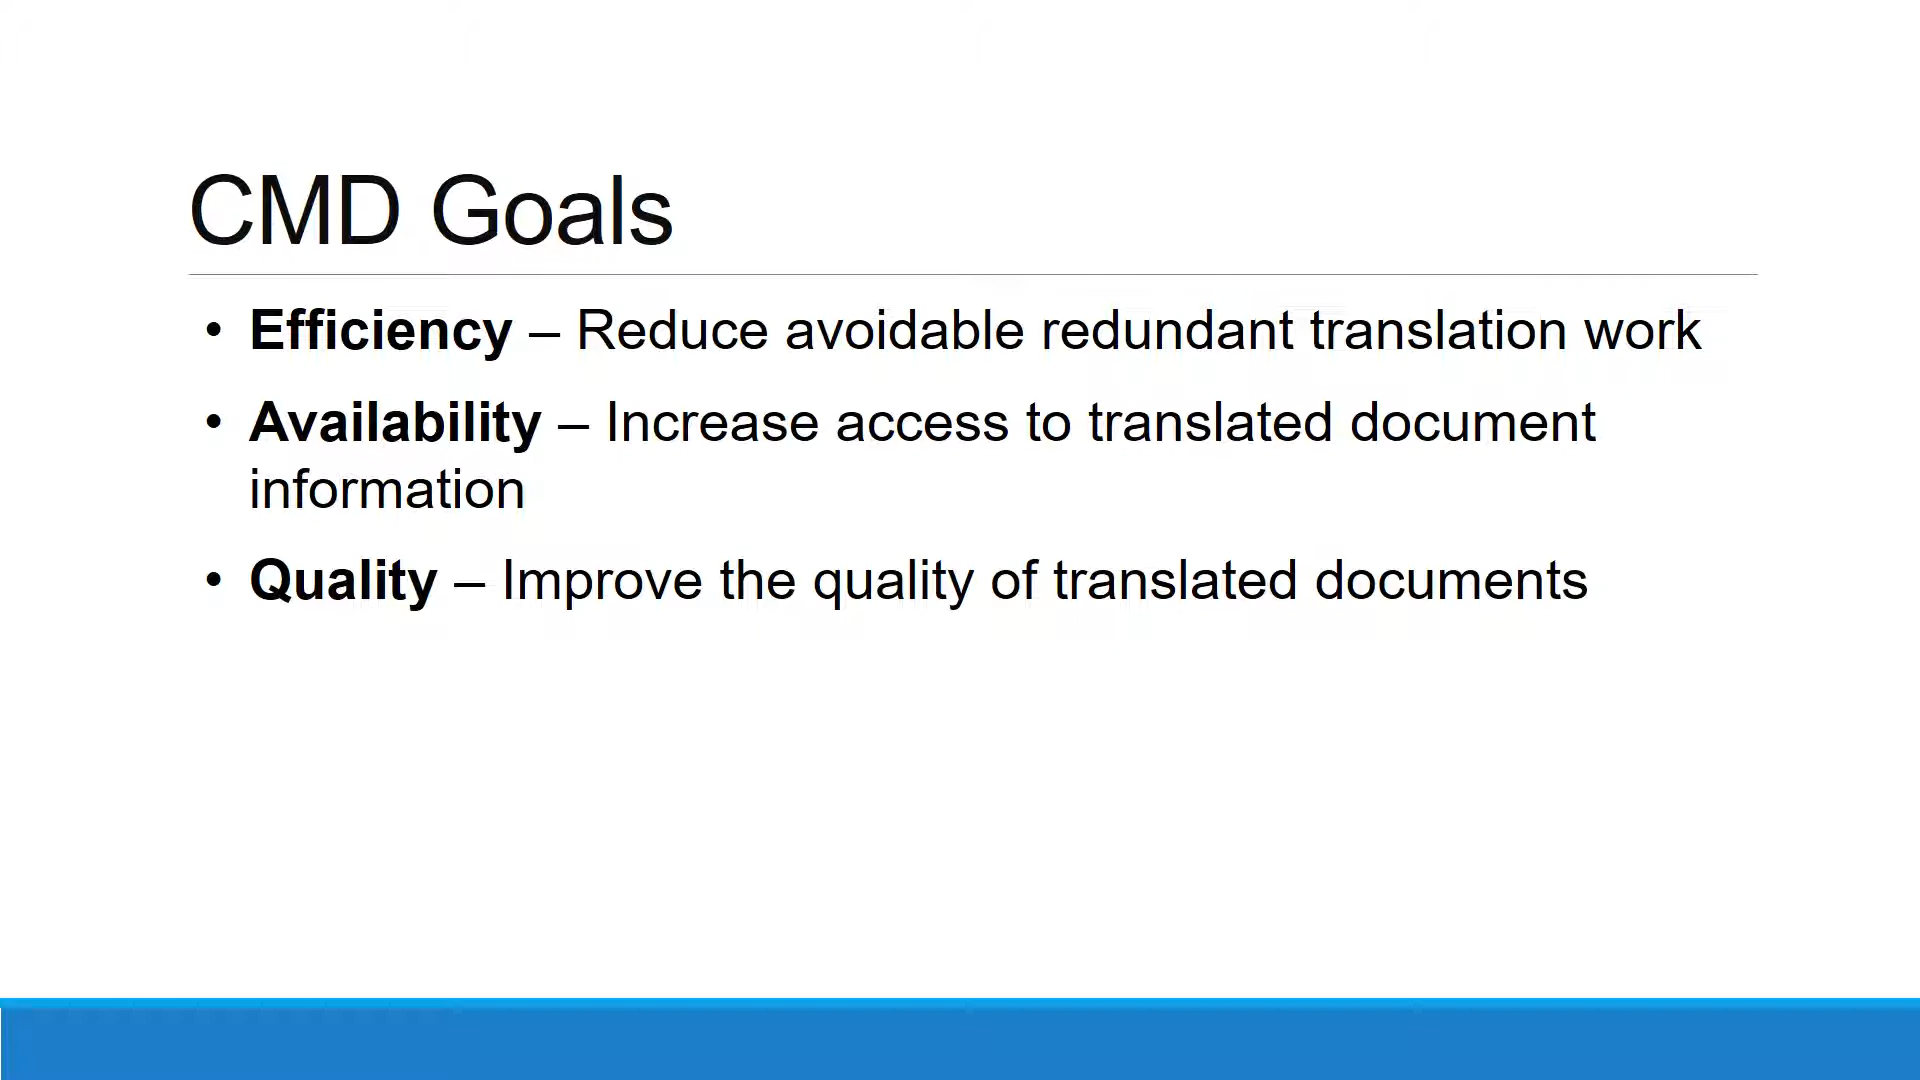 CMD Goals
• Efficiency – Reduce avoidable redundant translation work
• Availability – Increase access to translated document
information
• Quality – Improve the quality of translated documents